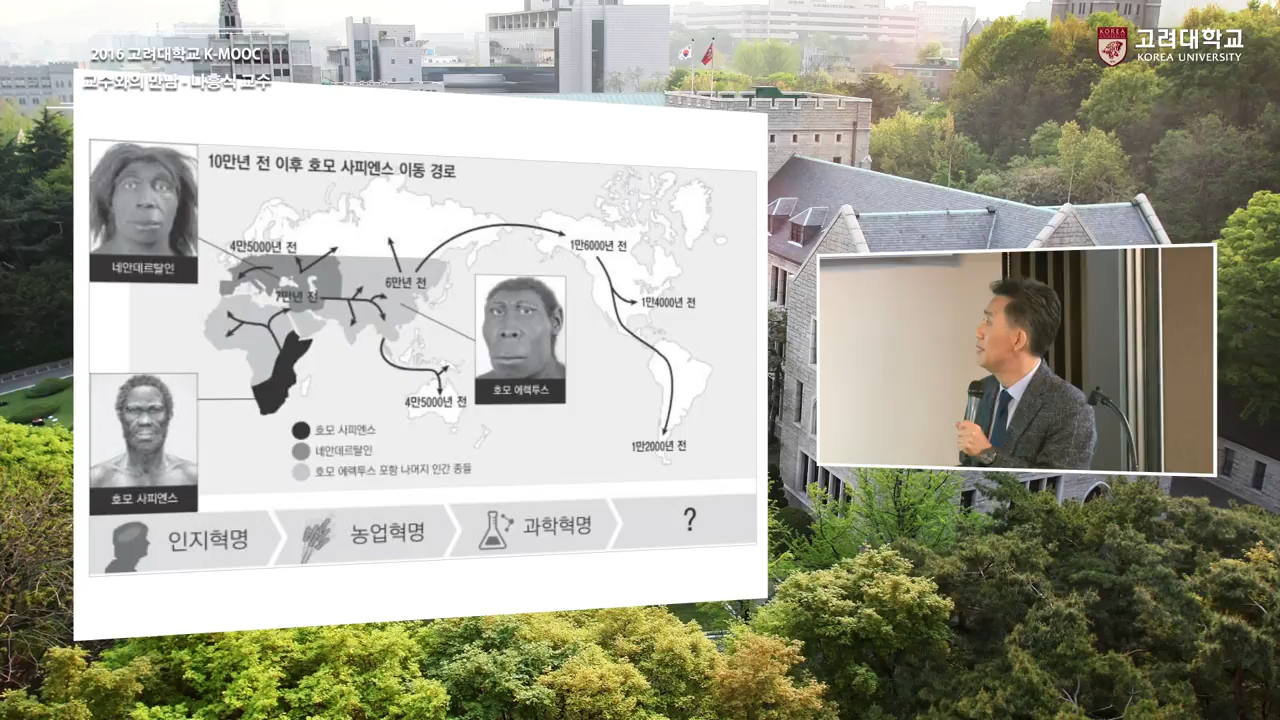 2016 고려대학교 K-MOOC
교수와의 만남 - 나흥식 교수
KOREA
고려대학교
KOREA UNIVERSITY
10만년 전 이후 호모 사피엔스 이동 경로
네안데르탈인
4만5000년 전
7만년 전
6만년 전
1만6000년 전
1만4000년 전
호모 에렉투스
4만5000년 전
1만2000년 전
호모 사피엔스
호모 사피엔스
네안데르탈인
호모 에렉투스 포함 나머지 인간 종들
인지혁명
농업혁명
과학혁명
?